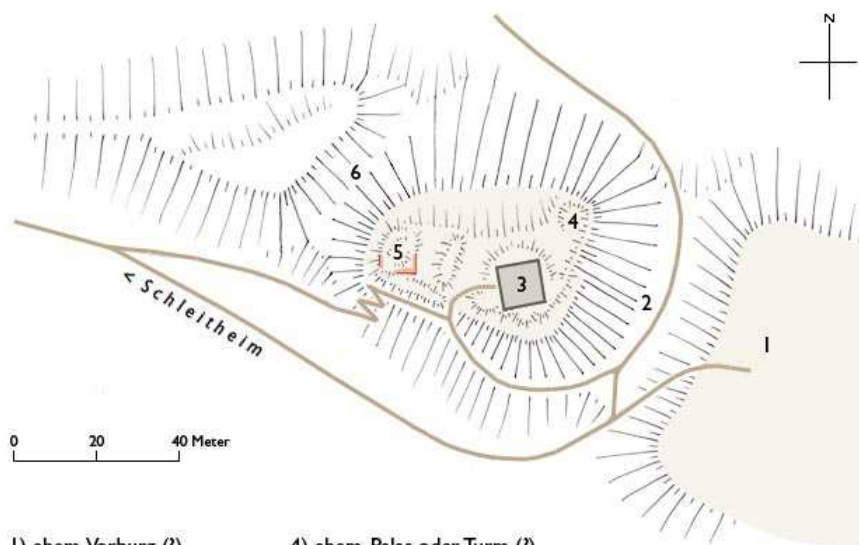 N
6
4
5
3
2
1
< Schleitheim
0 20 40 Meter
1) ehem. Vorburg (?) 4) ehem. Palas oder Turm (?)